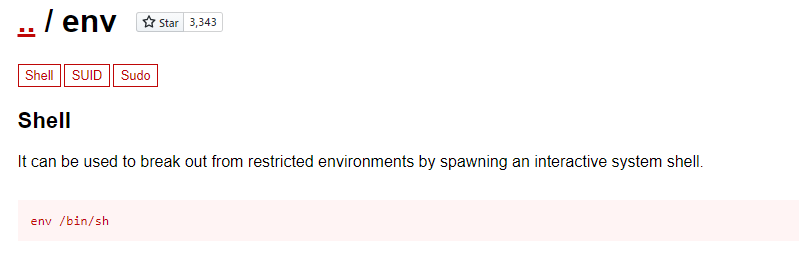 .. / env Star 3,343
Shell SUID Sudo
Shell
It can be used to break out from restricted environments by spawning an interactive system shell.
env /bin/sh